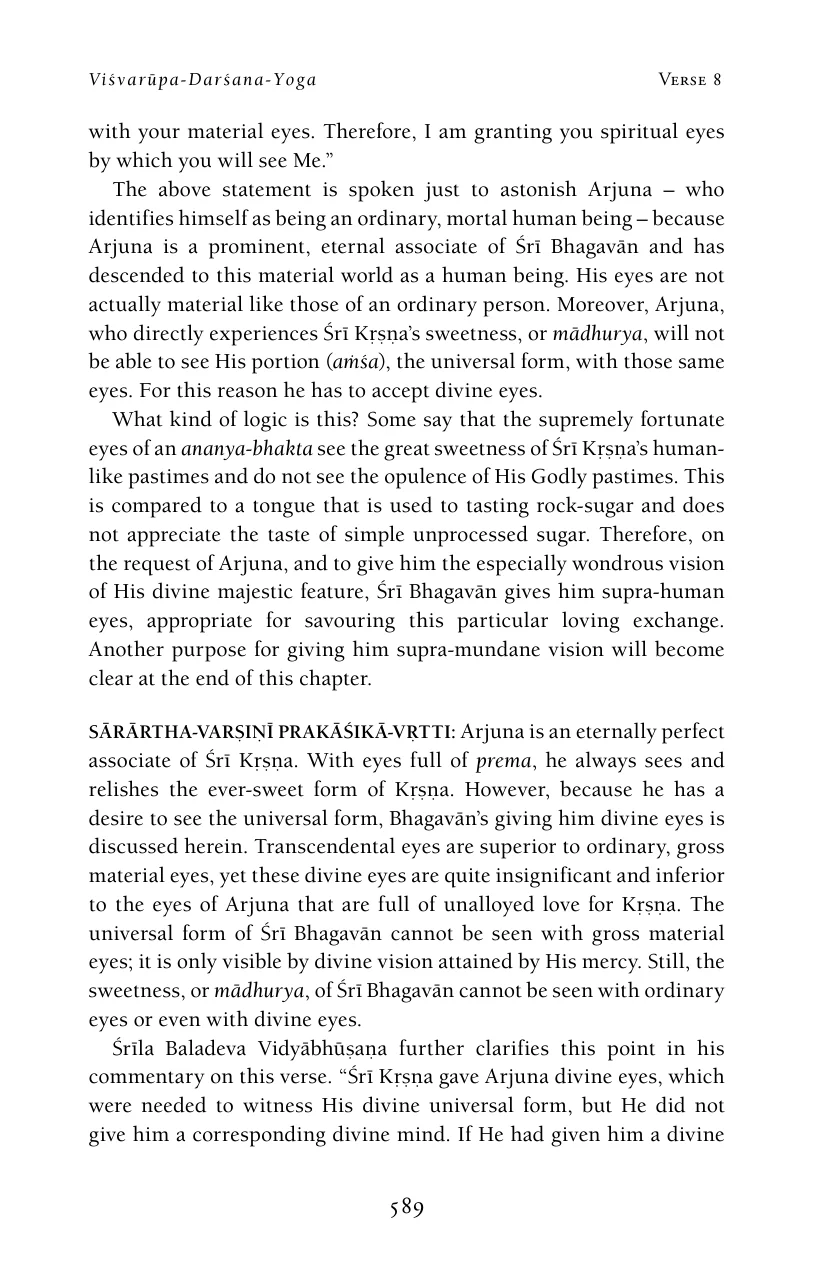 Viśvarūpa-Darśana-Yoga
Verse 8
with your material eyes. Therefore, I am granting you spiritual eyes
by which you will see Me.”
The above statement is spoken just to astonish Arjuna – who
identifies himself as being an ordinary, mortal human being – because
Arjuna is a prominent, eternal associate of Śrī Bhagavān and has
descended to this material world as a human being. His eyes are not
actually material like those of an ordinary person. Moreover, Arjuna,
who directly experiences Śrī Kṛṣṇa’s sweetness, or mādhurya, will not
be able to see His portion (aṁśa), the universal form, with those same
eyes. For this reason he has to accept divine eyes.
What kind of logic is this? Some say that the supremely fortunate
eyes of an ananya-bhakta see the great sweetness of Śrī Kṛṣṇa’s human-
like pastimes and do not see the opulence of His Godly pastimes. This
is compared to a tongue that is used to tasting rock-sugar and does
not appreciate the taste of simple unprocessed sugar. Therefore, on
the request of Arjuna, and to give him the especially wondrous vision
of His divine majestic feature, Śrī Bhagavān gives him supra-human
eyes, appropriate for savouring this particular loving exchange.
Another purpose for giving him supra-mundane vision will become
clear at the end of this chapter.
SĀRĀRTHA-VARṢIṆĪ PRAKĀŚIKĀ-VṚTTI: Arjuna is an eternally perfect
associate of Śrī Kṛṣṇa. With eyes full of prema, he always sees and
relishes the ever-sweet form of Kṛṣṇa. However, because he has a
desire to see the universal form, Bhagavān’s giving him divine eyes is
discussed herein. Transcendental eyes are superior to ordinary, gross
material eyes, yet these divine eyes are quite insignificant and inferior
to the eyes of Arjuna that are full of unalloyed love for Kṛṣṇa. The
universal form of Śrī Bhagavān cannot be seen with gross material
eyes; it is only visible by divine vision attained by His mercy. Still, the
sweetness, or mādhurya, of Śrī Bhagavān cannot be seen with ordinary
eyes or even with divine eyes.
Śrīla Baladeva Vidyābhūṣaṇa further clarifies this point in his
commentary on this verse. “Śrī Kṛṣṇa gave Arjuna divine eyes, which
were needed to witness His divine universal form, but He did not
give him a corresponding divine mind. If He had given him a divine
589